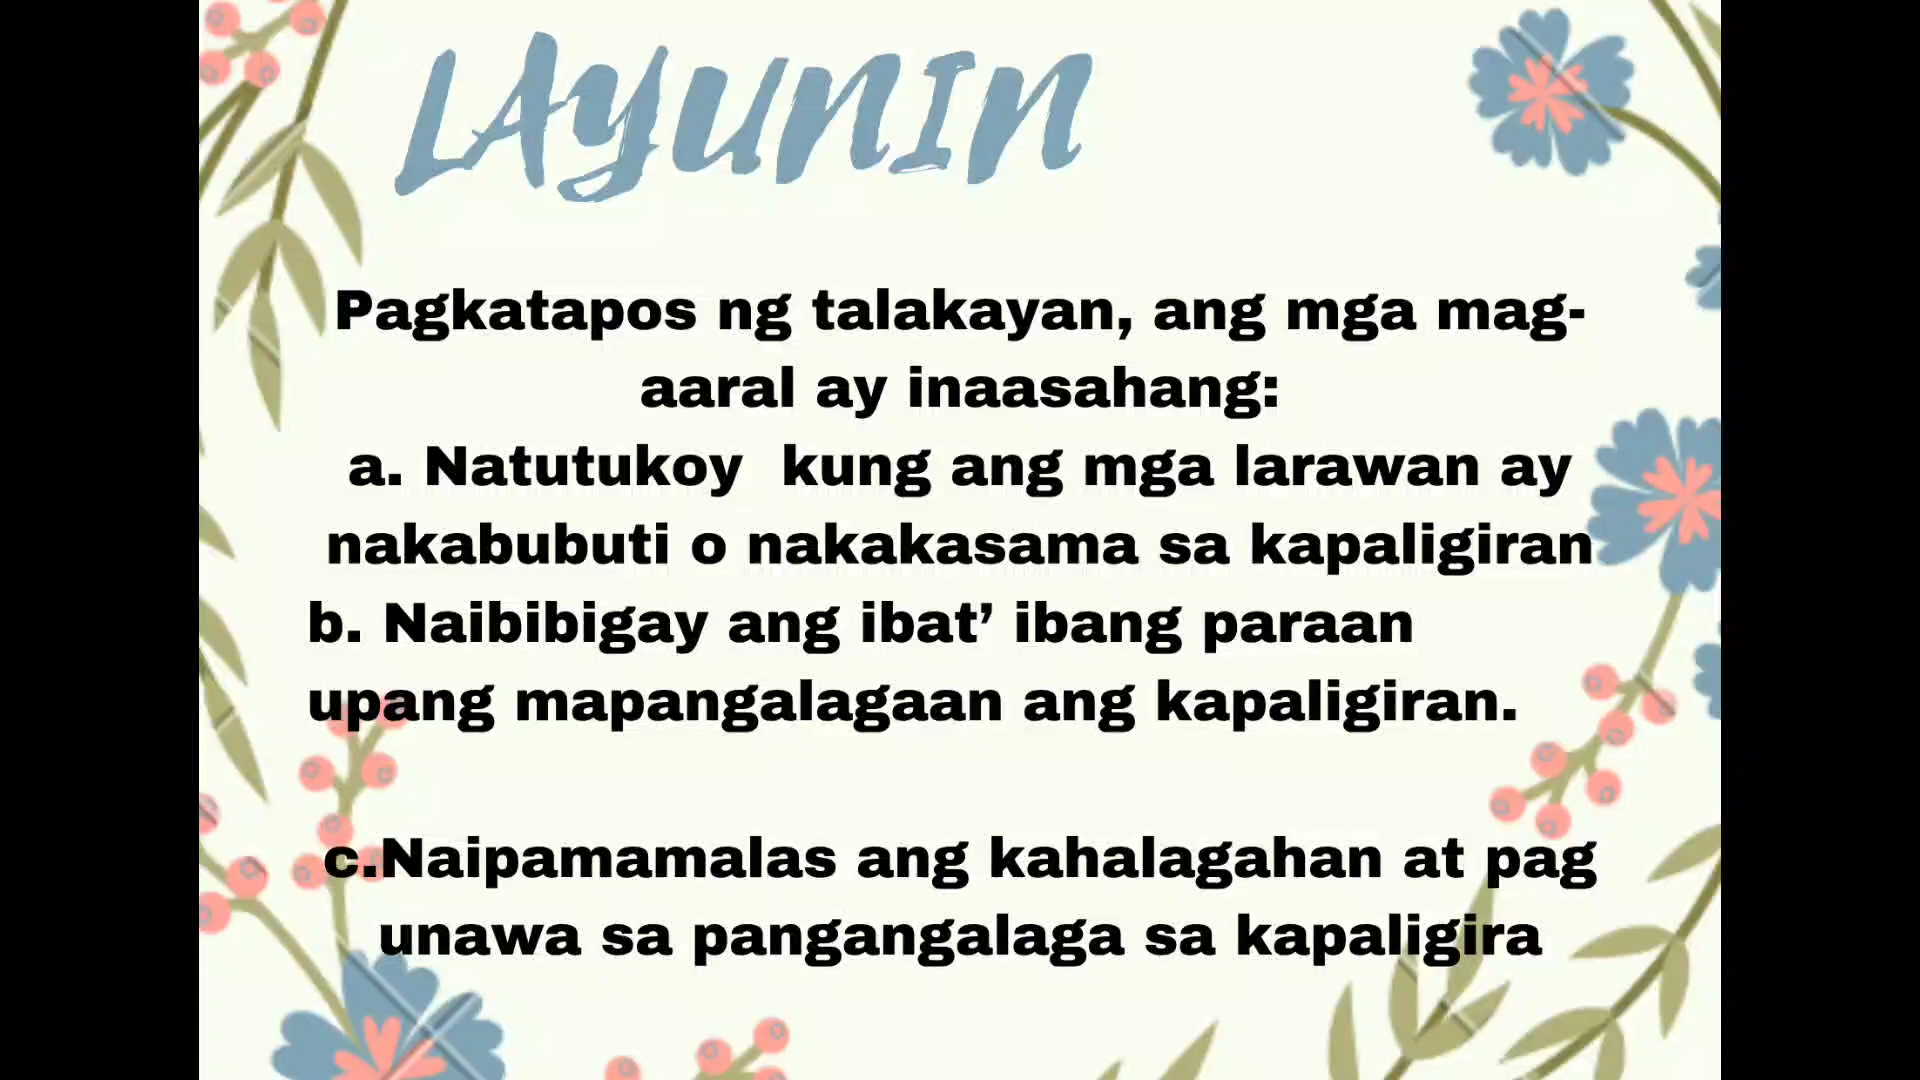 LAYUNIN
Pagkatapos ng talakayan, ang mga mag-
aaral ay inaasahang:
a. Natutukoy  kung ang mga larawan ay
nakabubuti o nakakasama sa kapaligiran
b. Naibibigay ang ibat’ ibang paraan
upang mapangalagaan ang kapaligiran.
c.Naipamamalas ang kahalagahan at pag
unawa sa pangangalaga sa kapaligira